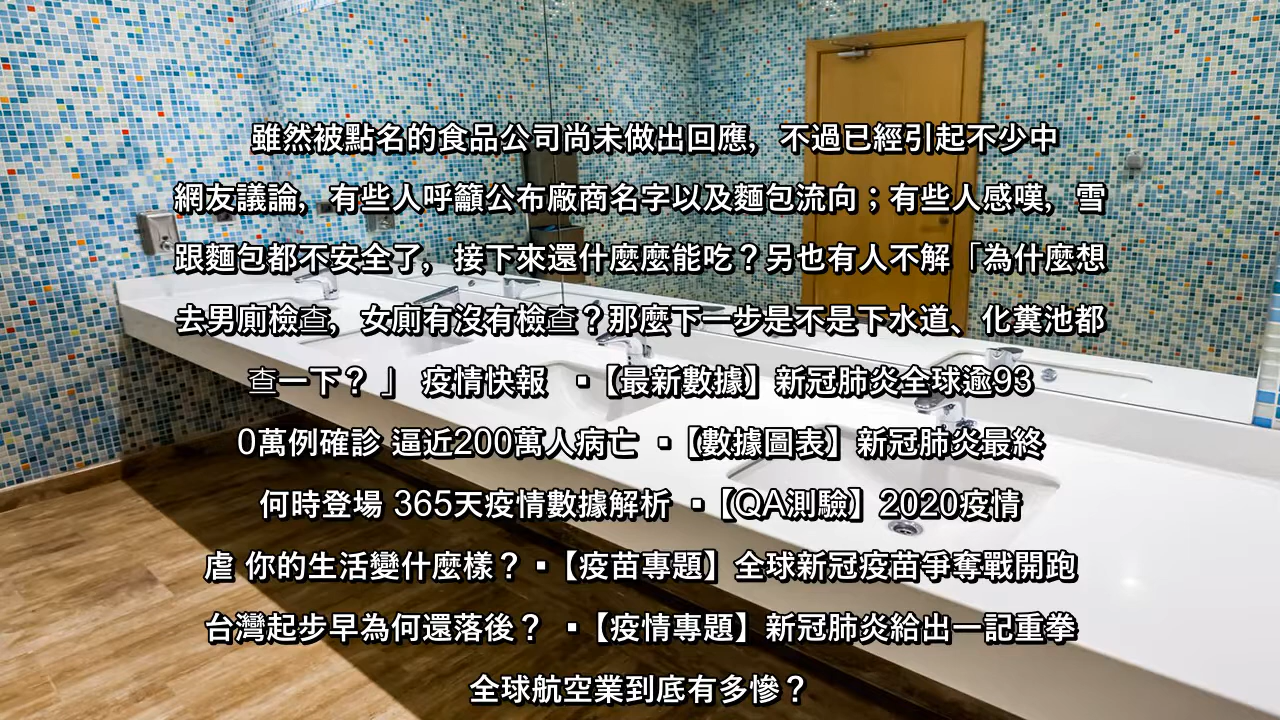 雖然被點名的食品公司尚未做出回應，不過已經引起不少中
網友議論，有些人呼籲公布廠商名字以及麵包流向；有些人感嘆，雪
跟麵包都不安全了，接下來還什麼麼能吃？另也有人不解「為什麼想
去男廁檢查，女廁有沒有檢查？那麼下一步是不是下水道、化糞池都
查一下？」 疫情快報 ▪【最新數據】新冠肺炎全球逾93
0萬例確診 逼近200萬人病亡 ▪【數據圖表】新冠肺炎最終
何時登場 365天疫情數據解析 ▪【QA測驗】2020疫情
虐 你的生活變什麼樣？▪【疫苗專題】全球新冠疫苗爭奪戰開跑
台灣起步早為何還落後？ ▪【疫情專題】新冠肺炎給出一記重拳
全球航空業到底有多慘？